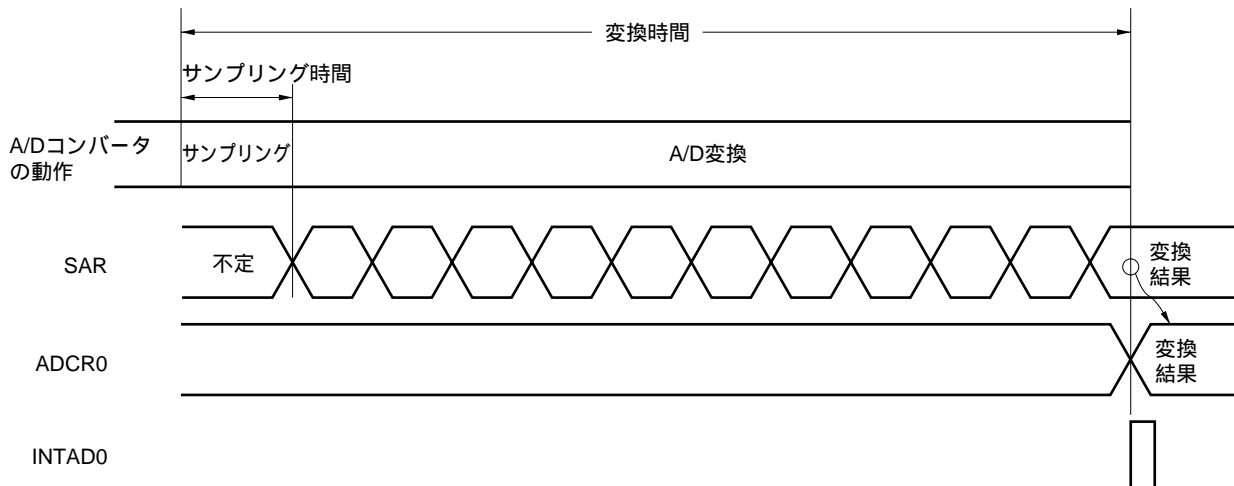 変換時間
サンプリング時間
A/Dコンバータ
の動作
サンプリング
A/D変換
SAR
不定
変換
結果
ADCR0
変換
結果
INTAD0